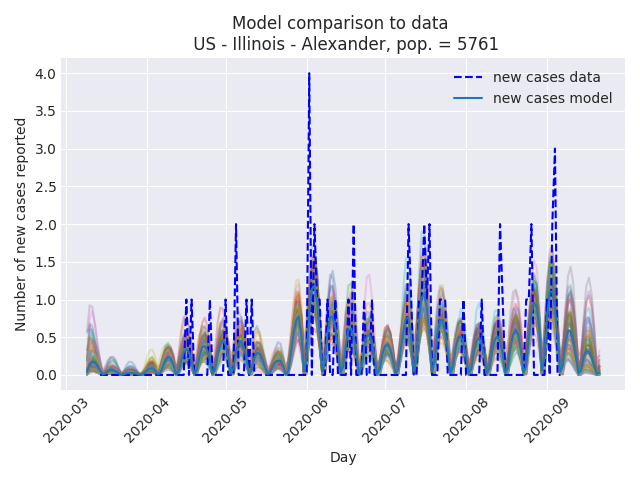 Model comparison to data
US - Illinois - Alexander, pop. = 5761
new cases data
new cases model
Number of new cases reported
4.0
3.5
3.0
2.5
2.0
1.5
1.0
0.5
0.0
2020-03
2020-04
2020-05
2020-06
2020-07
2020-08
2020-09
Day